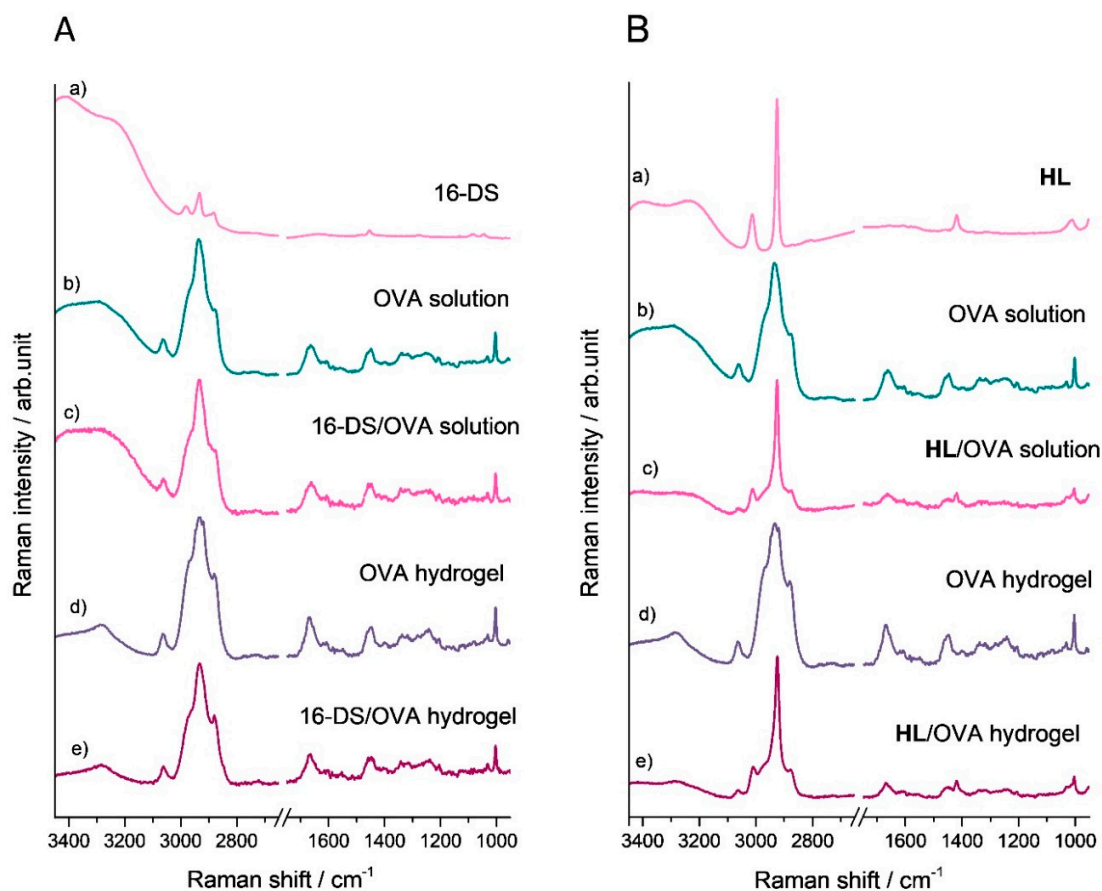 A
a)
16-DS
b)
OVA solution
c)
16-DS/OVA solution
OVA hydrogel
d)
16-DS/OVA hydrogel
e)
Raman intensity / arb.unit
3400 3200 3000 2800 1600 1400 1200 1000
Raman shift / cm⁻¹
B
a)
HL
b)
OVA solution
HL/OVA solution
c)
OVA hydrogel
d)
HL/OVA hydrogel
e)
Raman intensity / arb.unit
3400 3200 3000 2800 1600 1400 1200 1000
Raman shift / cm⁻¹